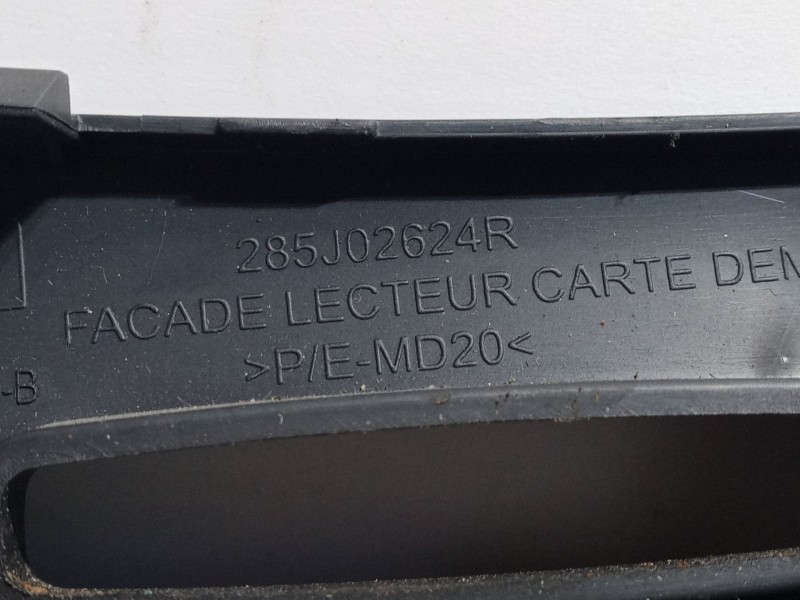 285J02624R
FACADE LECTEUR CARTE DEM
>P/E-MD20<
-B